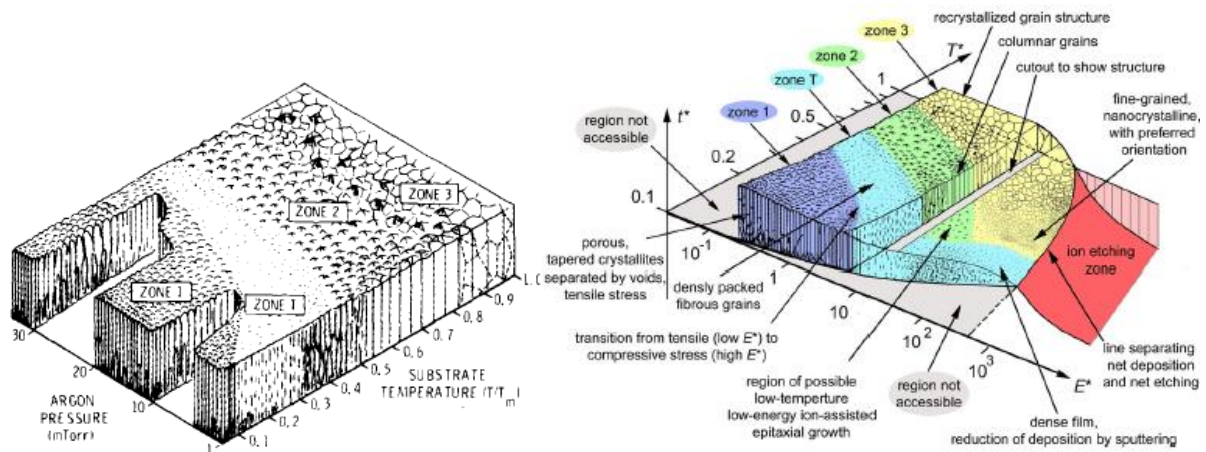 ZONE 3
ZONE 2
ZONE 1
ZONE 1
30
20
10
1
ARGON
PRESSURE
(mTorr)
0.1
0.2
0.3
0.4
0.5
0.6
0.7
0.8
0.9
SUBSTRATE
TEMPERATURE (T/Tm)
zone 3
zone 2
zone T
zone 1
recrystallized grain structure
columnar grains
cutout to show structure
fine-grained,
nanocrystalline,
with preferred
orientation
region not
accessible
t*
T*
1
0.5
0.2
0.1
10-1
1
10
102
103
E*
porous,
tapered crystallites
separated by voids,
tensile stress
densly packed
fibrous grains
transition from tensile (low E*) to
compressive stress (high E*)
region of possible
low-temperture
low-energy ion-assisted
epitaxial growth
region not
accessible
ion etching
zone
line separating
net deposition
and net etching
dense film,
reduction of deposition by sputtering